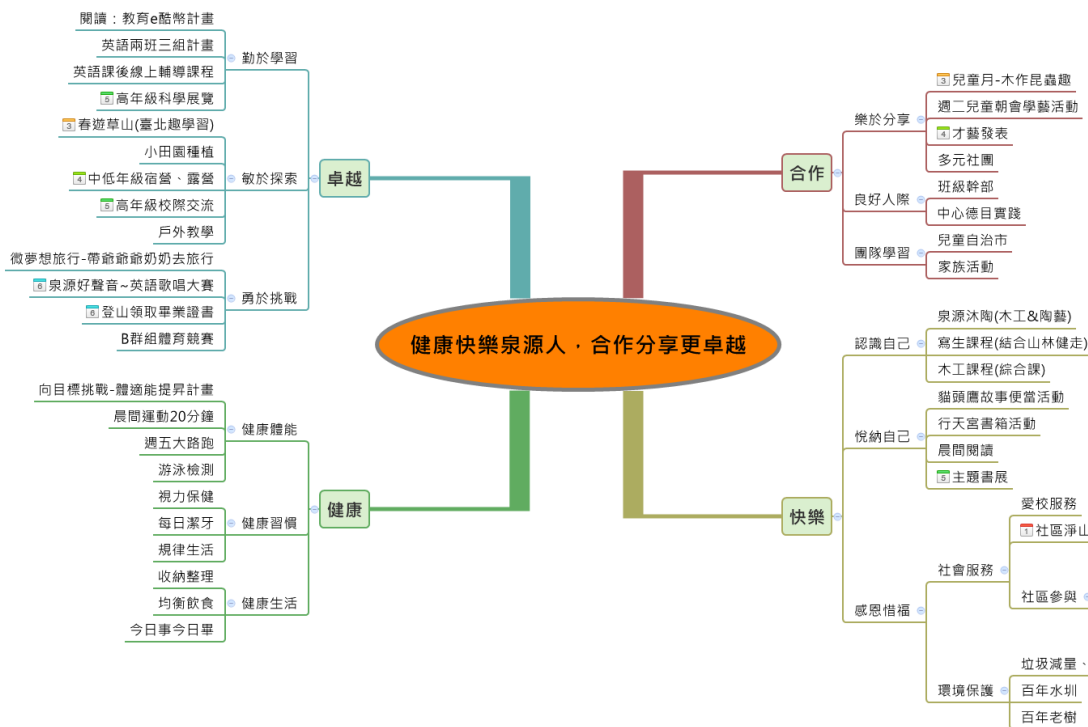 健康快樂泉源人，合作分享更卓越
卓越
勤於學習
閱讀：教育e酷幣計畫
英語兩班三組計畫
英語課後線上輔導課程
5 高年級科學展覽
敏於探索
3 春遊草山(臺北趣學習)
小田園種植
4 中低年級宿營、露營
5 高年級校際交流
戶外教學
勇於挑戰
微夢想旅行-帶爺爺爺奶奶去旅行
6 泉源好聲音~英語歌唱大賽
6 登山領取畢業證書
B群組體育競賽
健康
健康體能
向目標挑戰-體適能提昇計畫
晨間運動20分鐘
週五大路跑
游泳檢測
健康習慣
視力保健
每日潔牙
規律生活
健康生活
收納整理
均衡飲食
今日事今日畢
合作
樂於分享
3 兒童月-木作昆蟲趣
週二兒童朝會學藝活動
4 才藝發表
多元社團
良好人際
班級幹部
中心德目實踐
團隊學習
兒童自治市
家族活動
快樂
認識自己
泉源沐陶(木工&陶藝)
寫生課程(結合山林健走)
木工課程(綜合課)
悅納自己
貓頭鷹故事便當活動
行天宮書箱活動
晨間閱讀
5 主題書展
感恩惜福
社會服務
愛校服務
1 社區淨山
社區參與
環境保護
垃圾減量、
百年水圳
百年老樹